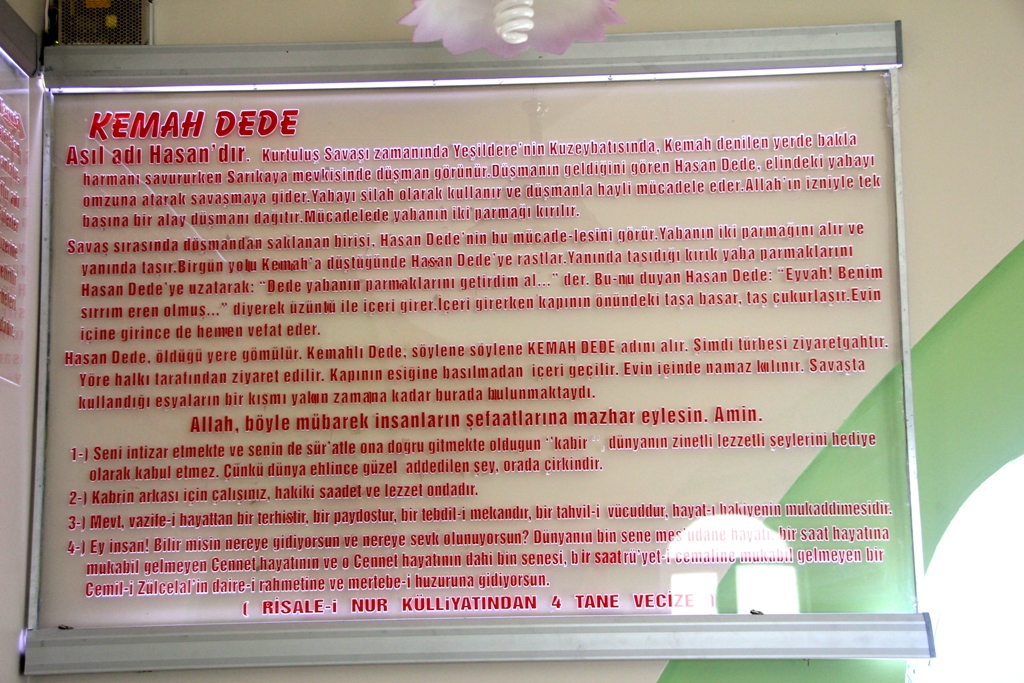 KEMAH DEDE
Asıl adı Hasan'dır. Kurtuluş Savaşı zamanında Yeşildere'nin Kuzeybatısında, Kemah denilen yerde bakla
harmanı savururken Sarıkaya mevkisinde düşman görünür.Düşmanın geldiğini gören Hasan Dede, elindeki yabayı
omzuna atarak savaşmaya gider.Yabayı silah olarak kullanır ve düşmanla hayli mücadele eder.Allah'ın izniyle tek
başına bir alay düşmanı dağıtır.Mücadelede yabanın iki parmağı kırılır.
Savaş sırasında düşmandan saklanan birisi, Hasan Dede'nin bu mücade-lesini görür.Yabanın iki parmağını alır ve
yanında taşır.Birgün yolu Kemah'a düştüğünde Hasan Dede'ye rastlar.Yanında taşıdığı kırık yaba parmaklarını
Hasan Dede'ye uzatarak: “Dede yabanın parmaklarını getirdim al...” der. Bu-nu duyan Hasan Dede: “Eyvah! Benim
sırrım eren olmuş...” diyerek üzünkü ile içeri girer.İçeri girerken kapının önündeki taşa basar, taş çukurlaşır.Evin
içine girince de hemen vefat eder.
Hasan Dede, öldüğü yere gömülür. Kemahlı Dede, söylene söylene KEMAH DEDE adını alır. Şimdi türbesi ziyaretgahtır.
Yöre halkı tarafından ziyaret edilir. Kapının eşiğine basılmadan içeri geçilir. Evin içinde namaz kılınır. Savaşta
kullandığı eşyaların bir kısmı yakın zamana kadar burada bulunmaktaydı.
Allah, böyle mübarek insanların şefaatlarına mazhar eylesin. Amin.
1-) Seni intizar etmekte ve senin de sür'atle ona doğru gitmekte oldugun ''kabir '', dünyanın zinetli lezzetli şeylerini hediye
olarak kabul etmez. Çünkü dünya ehlince güzel addedilen şey, orada çirkindir.
2-) Kabrin arkası için çalışınız, hakiki saadet ve lezzet ondadır.
3-) Mevt, vazife-i hayattan bir terhistir, bir paydostur, bir tebdil-i mekandır, bir tahvil-i vücuddur, hayat-ı bakiyenin mukaddimesidir.
4-) Ey insan! Bilir misin nereye gidiyorsun ve nereye sevk olunuyorsun? Dünyanın bin sene mes'udane hayatı, bir saat hayatına
mukabil gelmeyen Cennet hayatının ve o Cennet hayatının dahi bin senesi, bir saat rü'yet-i cemaline mukabil gelmeyen bir
Cemil-i Zulcelal'in daire-i rahmetine ve mertebe-i huzuruna gidiyorsun.
( RİSALE-i NUR KÜLLiYATINDAN 4 TANE VECİZE )